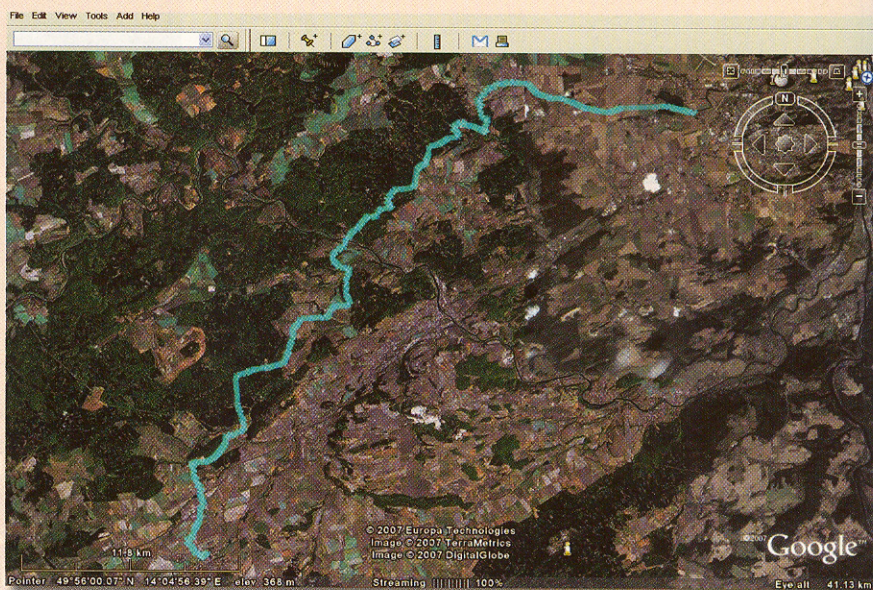 File Edit View Tools Add Help
N
© 2007 Europa Technologies
Image © 2007 TerraMetrics
Image © 2007 DigitalGlobe
©2007 Google™
11.8 km
Pointer 49°56'00.07" N 14°04'56.39" E elev 368 m Streaming |||||||||| 100% Eye alt 41.13 km